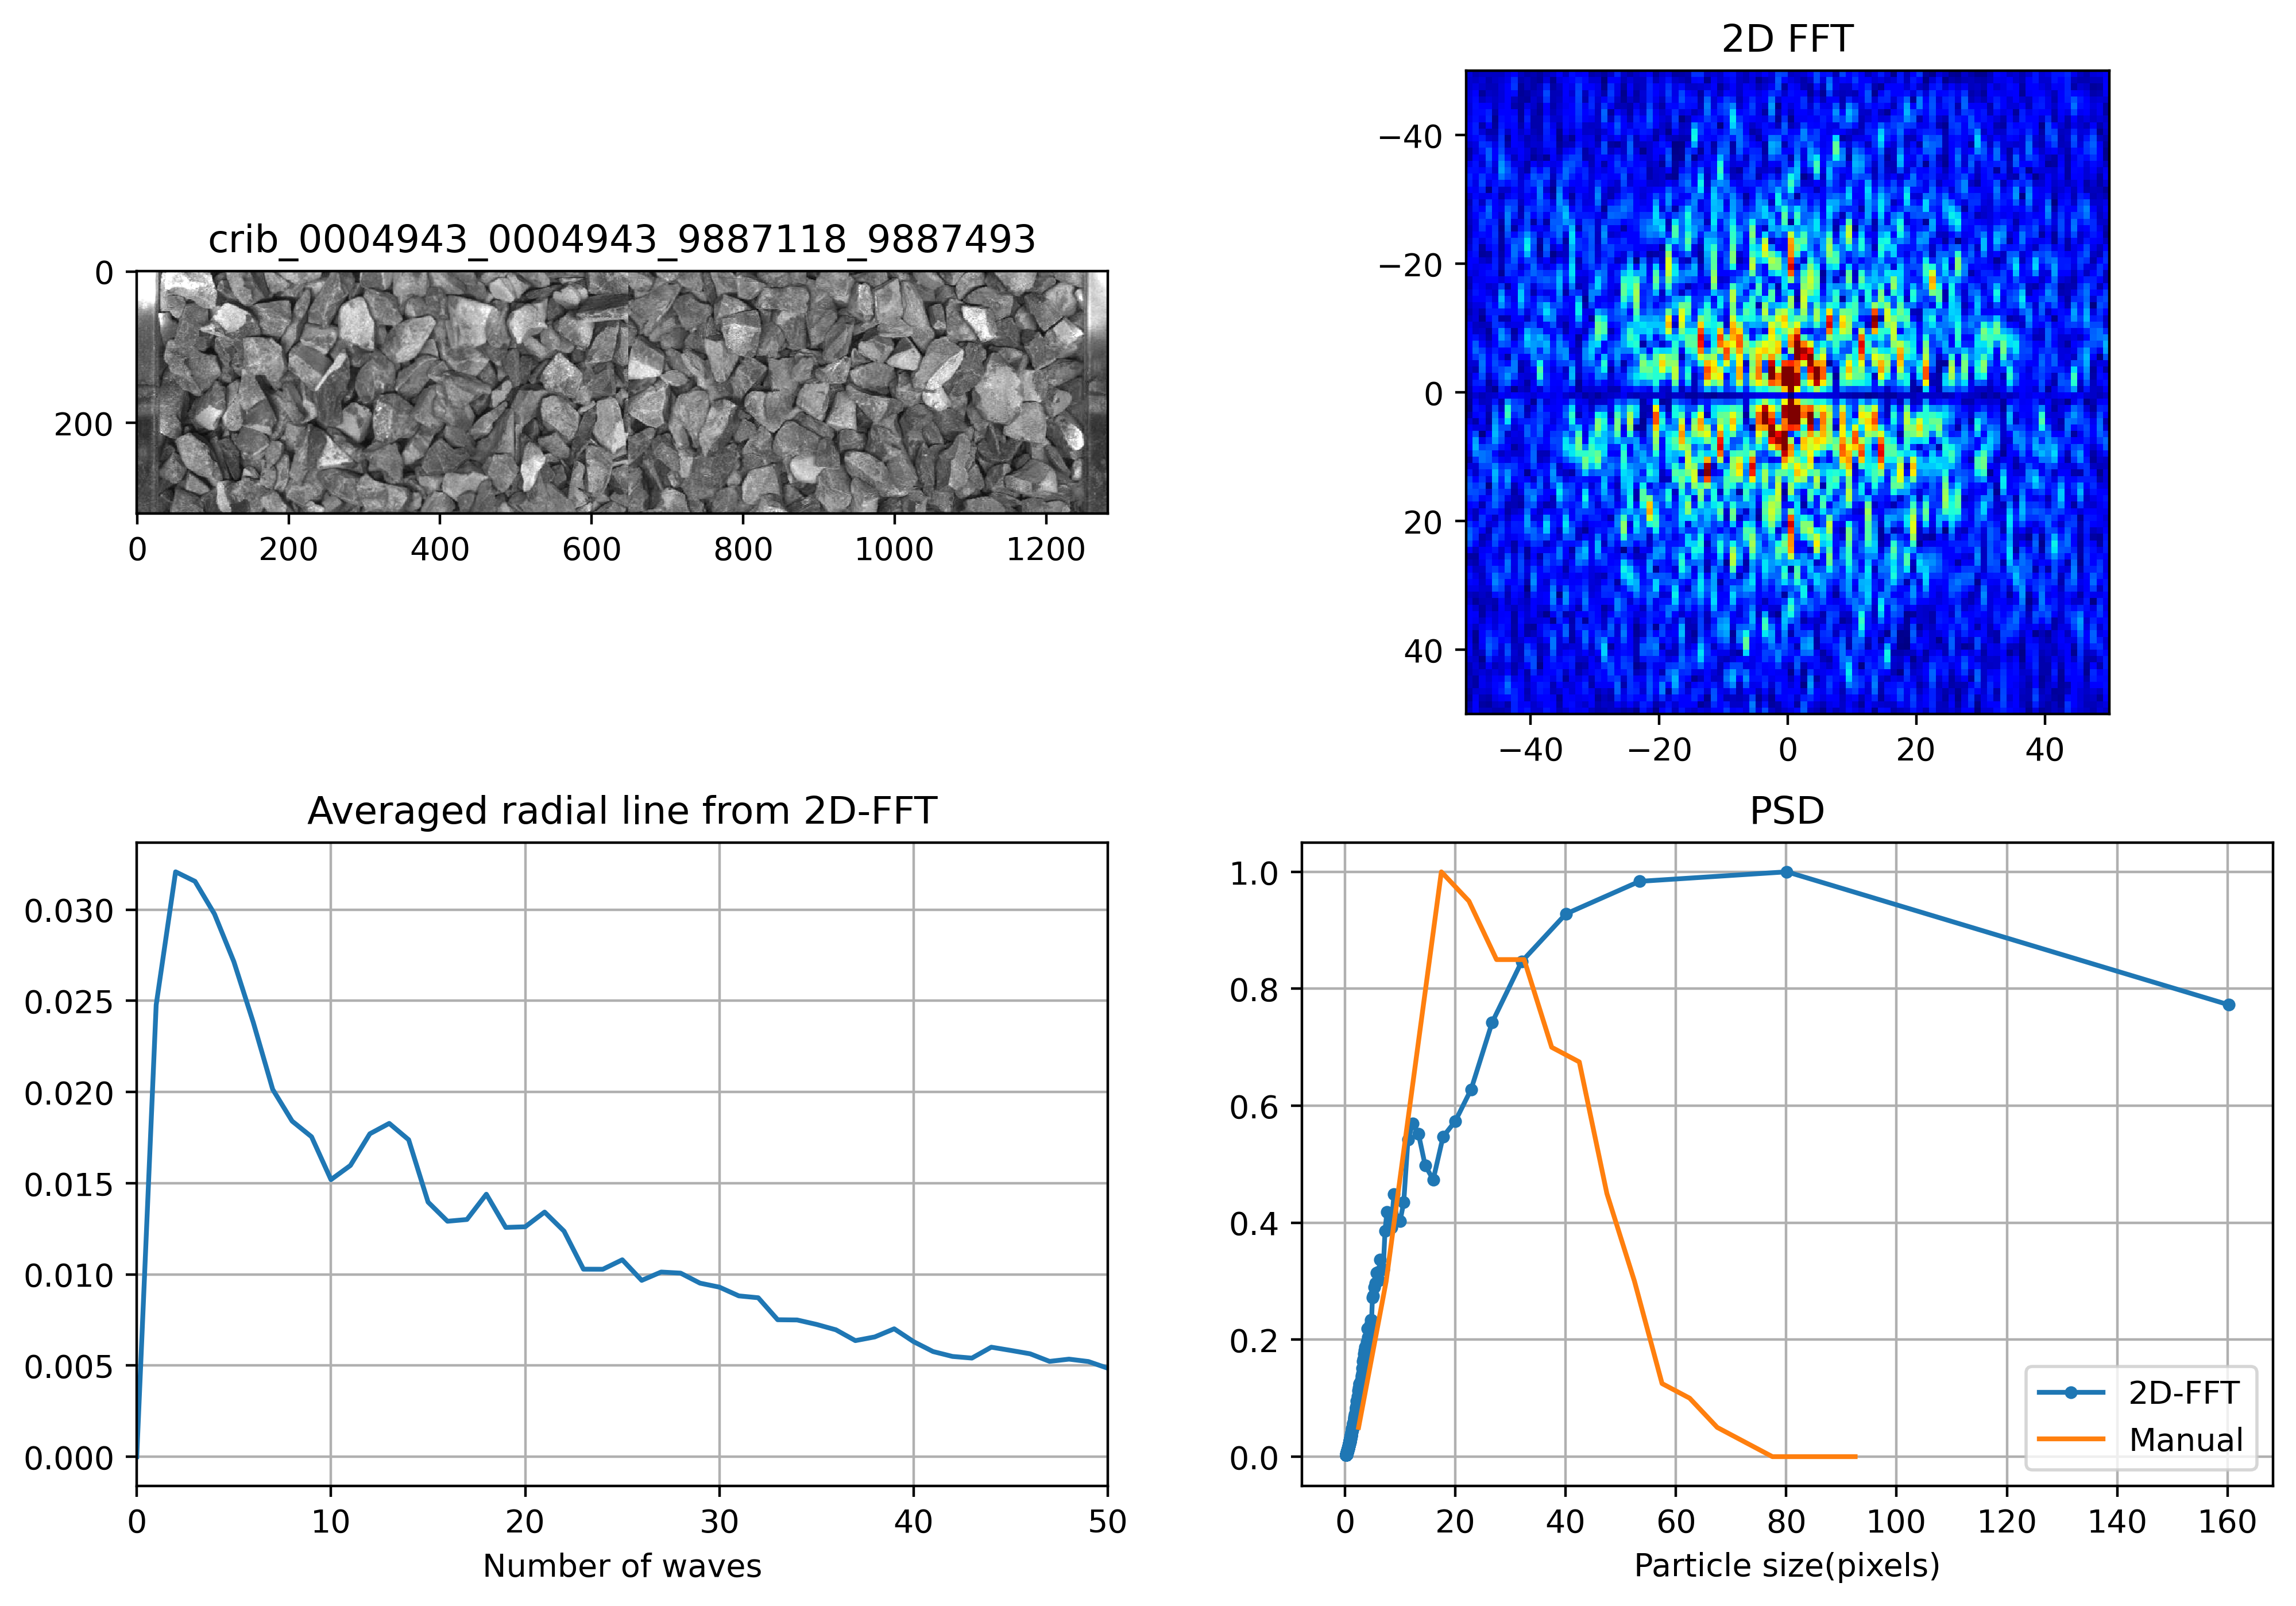 2D FFT
−40
−20
0
20
40
−40 −20 0 20 40
crib_0004943_0004943_9887118_9887493
0
200
0 200 400 600 800 1000 1200
Averaged radial line from 2D-FFT
0.030
0.025
0.020
0.015
0.010
0.005
0.000
0 10 20 30 40 50
Number of waves
PSD
1.0
0.8
0.6
0.4
0.2
0.0
2D-FFT
Manual
0 20 40 60 80 100 120 140 160
Particle size(pixels)